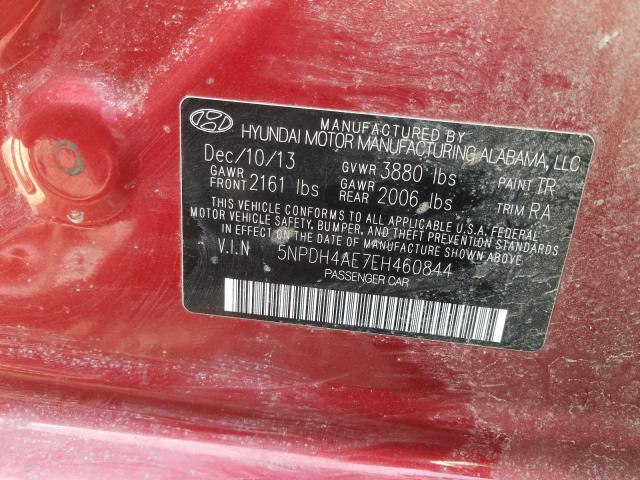 MANUFACTURED BY
HYUNDAI MOTOR MANUFACTURING ALABAMA, LLC
Dec/10/13 GVWR 3880 lbs PAINT TR
GAWR FRONT 2161 lbs GAWR REAR 2006 lbs TRIM RA
THIS VEHICLE CONFORMS TO ALL APPLICABLE U.S.A. FEDERAL
MOTOR VEHICLE SAFETY, BUMPER, AND THEFT PREVENTION STANDARDS
IN EFFECT ON THE DATE OF MANUFACTURE SHOWN ABOVE
V.I.N 5NPDH4AE7EH460844
PASSENGER CAR